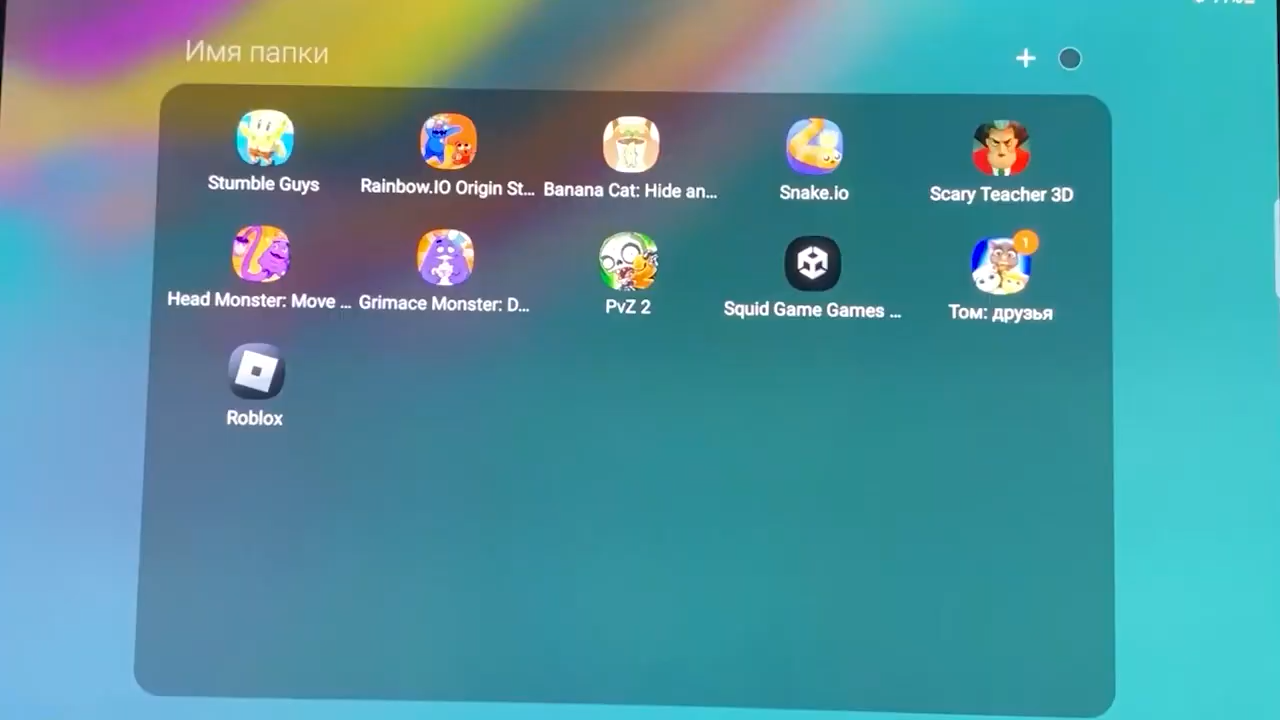 Имя папки
Stumble Guys
Rainbow.IO Origin St...
Banana Cat: Hide an...
Snake.io
Scary Teacher 3D
Head Monster: Move ...
Grimace Monster: D...
PvZ 2
Squid Game Games ...
1
Том: друзья
Roblox